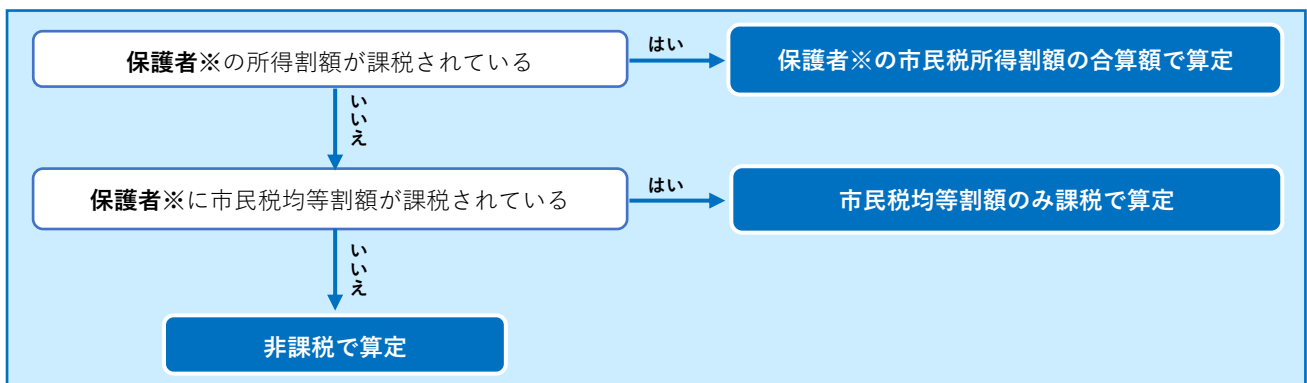 保護者※の所得割額が課税されている
はい
保護者※の市民税所得割額の合算額で算定
いいえ
保護者※に市民税均等割額が課税されている
はい
市民税均等割額のみ課税で算定
いいえ
非課税で算定